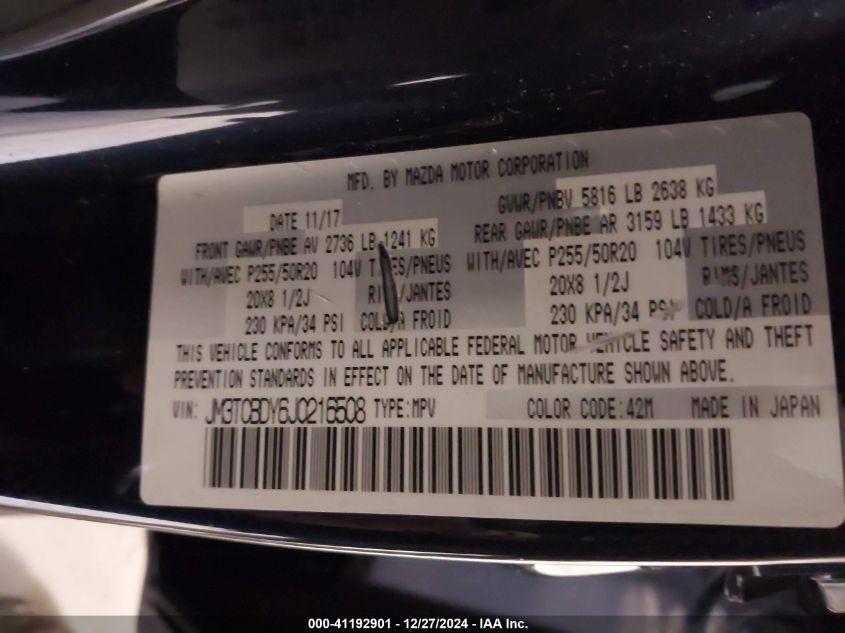 MFD. BY MAZDA MOTOR CORPORATION
DATE 11/17 GVWR/PNBV 5816 LB 2638 KG
FRONT GAWR/PNBE AV 2736 LB 1241 KG REAR GAWR/PNBE AR 3159 LB 1433 KG
WITH/AVEC P255/50R20 104V TIRES/PNEUS WITH/AVEC P255/50R20 104V TIRES/PNEUS
20X8 1/2J RIMS/JANTES 20X8 1/2J RIMS/JANTES
230 KPA/34 PSI COLD/A FROID 230 KPA/34 PSI COLD/A FROID
THIS VEHICLE CONFORMS TO ALL APPLICABLE FEDERAL MOTOR VEHICLE SAFETY AND THEFT
PREVENTION STANDARDS IN EFFECT ON THE DATE OF MANUFACTURE SHOWN ABOVE.
VIN: JM3TCBDY6J0216508 TYPE:MPV COLOR CODE:42M MADE IN JAPAN
000-41192901 - 12/27/2024 - IAA Inc.